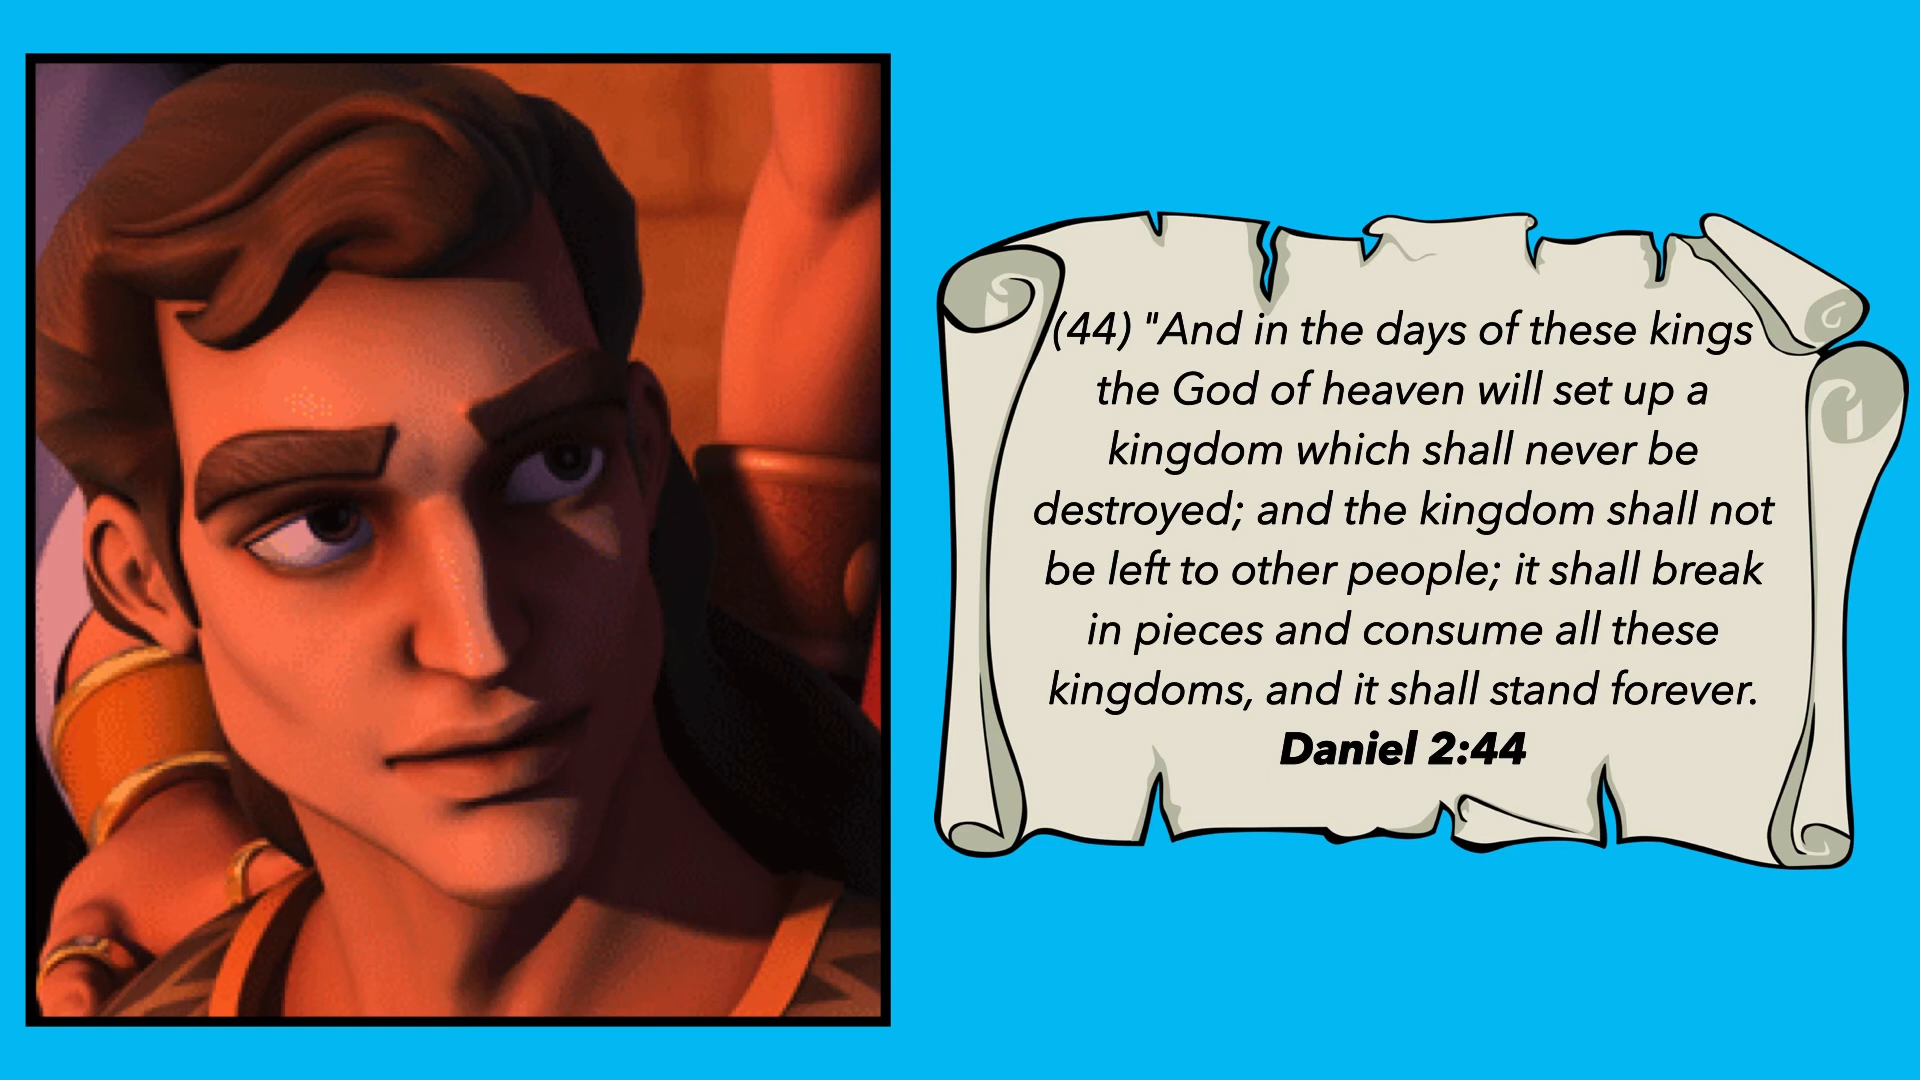 (44) "And in the days of these kings
the God of heaven will set up a
kingdom which shall never be
destroyed; and the kingdom shall not
be left to other people; it shall break
in pieces and consume all these
kingdoms, and it shall stand forever.
Daniel 2:44